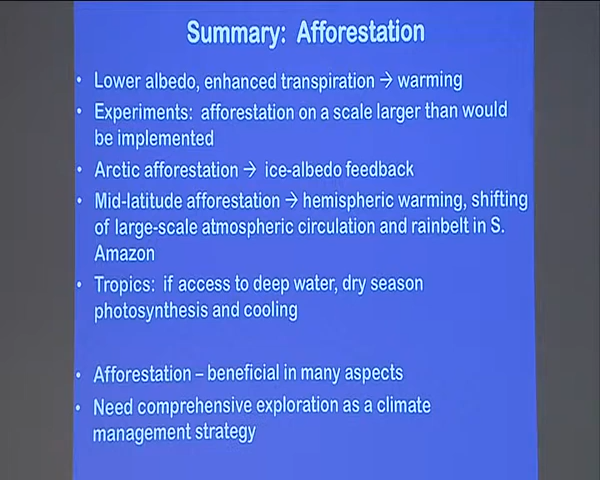 Summary: Afforestation
• Lower albedo, enhanced transpiration → warming
• Experiments: afforestation on a scale larger than would
be implemented
• Arctic afforestation → ice-albedo feedback
• Mid-latitude afforestation → hemispheric warming, shifting
of large-scale atmospheric circulation and rainbelt in S.
Amazon
• Tropics: if access to deep water, dry season
photosynthesis and cooling
• Afforestation – beneficial in many aspects
• Need comprehensive exploration as a climate
management strategy